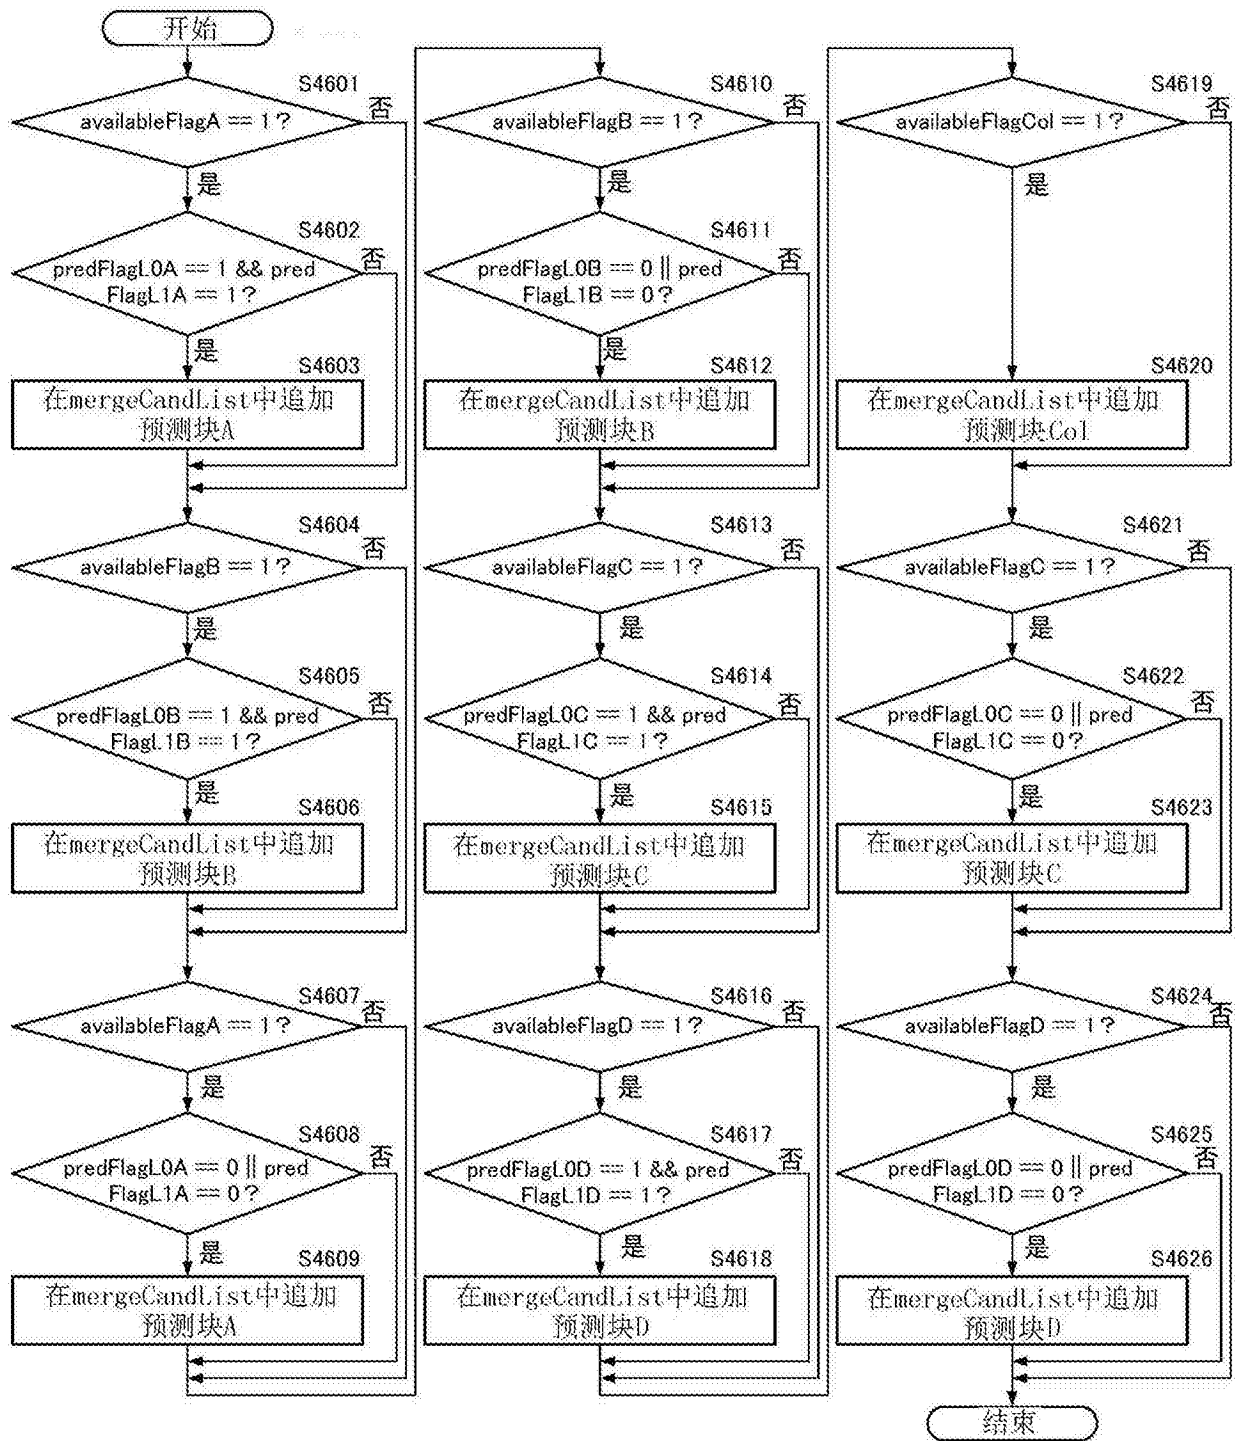 开始
S4601
availableFlagA == 1?
否
是
S4602
predFlagL0A == 1 && pred
FlagL1A == 1?
否
是
S4603
在mergeCandList中追加
预测块A
S4604
availableFlagB == 1?
否
是
S4605
predFlagL0B == 1 && pred
FlagL1B == 1?
否
是
S4606
在mergeCandList中追加
预测块B
S4607
availableFlagA == 1?
否
是
S4608
predFlagL0A == 0 || pred
FlagL1A == 0?
否
是
S4609
在mergeCandList中追加
预测块A
S4610
availableFlagB == 1?
否
是
S4611
predFlagL0B == 0 || pred
FlagL1B == 0?
否
是
S4612
在mergeCandList中追加
预测块B
S4613
availableFlagC == 1?
否
是
S4614
predFlagL0C == 1 && pred
FlagL1C == 1?
否
是
S4615
在mergeCandList中追加
预测块C
S4616
availableFlagD == 1?
否
是
S4617
predFlagL0D == 1 && pred
FlagL1D == 1?
否
是
S4618
在mergeCandList中追加
预测块D
S4619
availableFlagCol == 1?
否
是
S4620
在mergeCandList中追加
预测块Col
S4621
availableFlagC == 1?
否
是
S4622
predFlagL0C == 0 || pred
FlagL1C == 0?
否
是
S4623
在mergeCandList中追加
预测块C
S4624
availableFlagD == 1?
否
是
S4625
predFlagL0D == 0 || pred
FlagL1D == 0?
否
是
S4626
在mergeCandList中追加
预测块D
结束